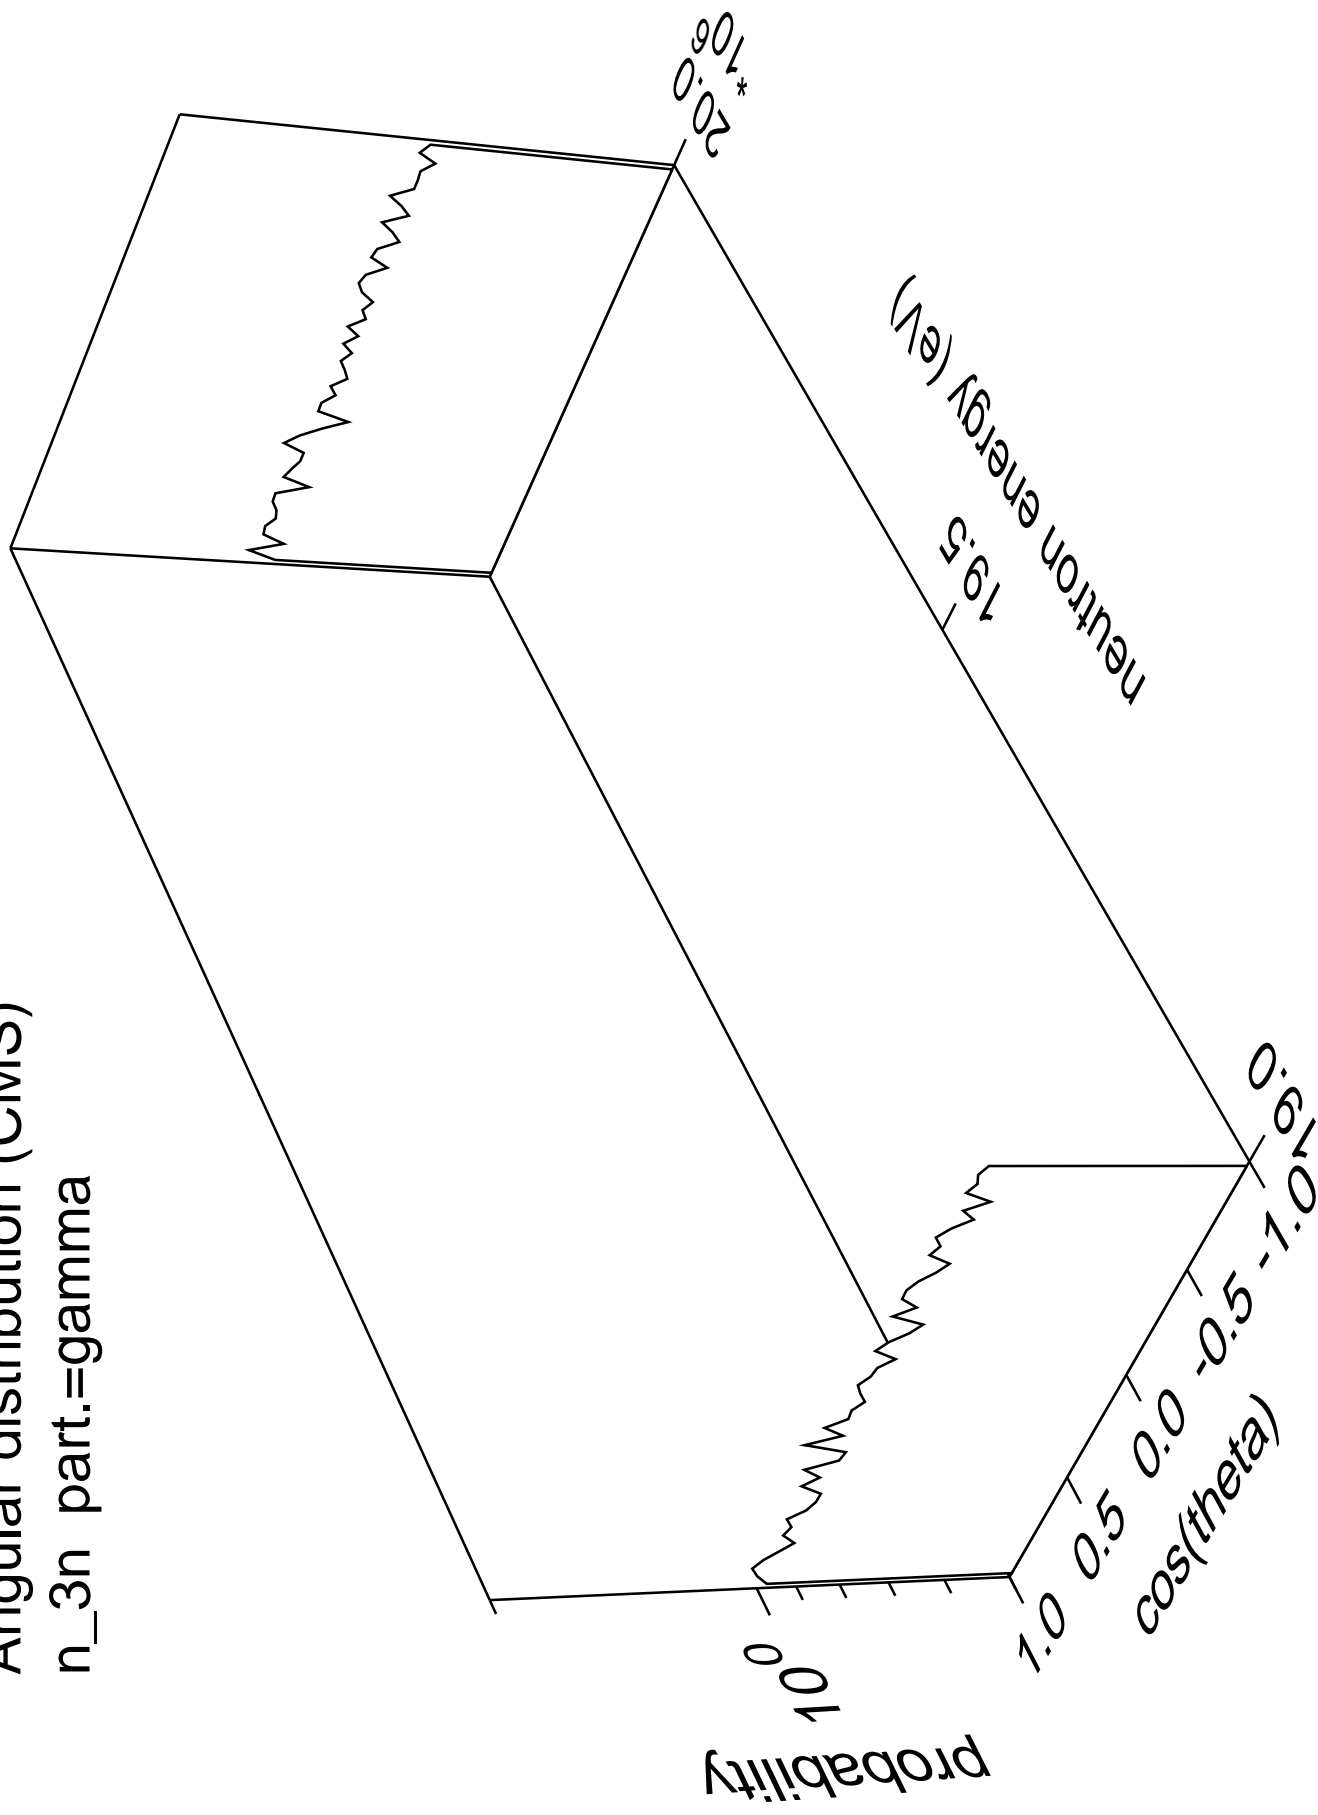 Angular distribution (CMS)
n_3n part.=gamma
probability
10^0
cos(theta)
1.0
0.5
0.0
-0.5
-1.0
neutron energy (eV)
19.0
19.5
20.0
*10^6